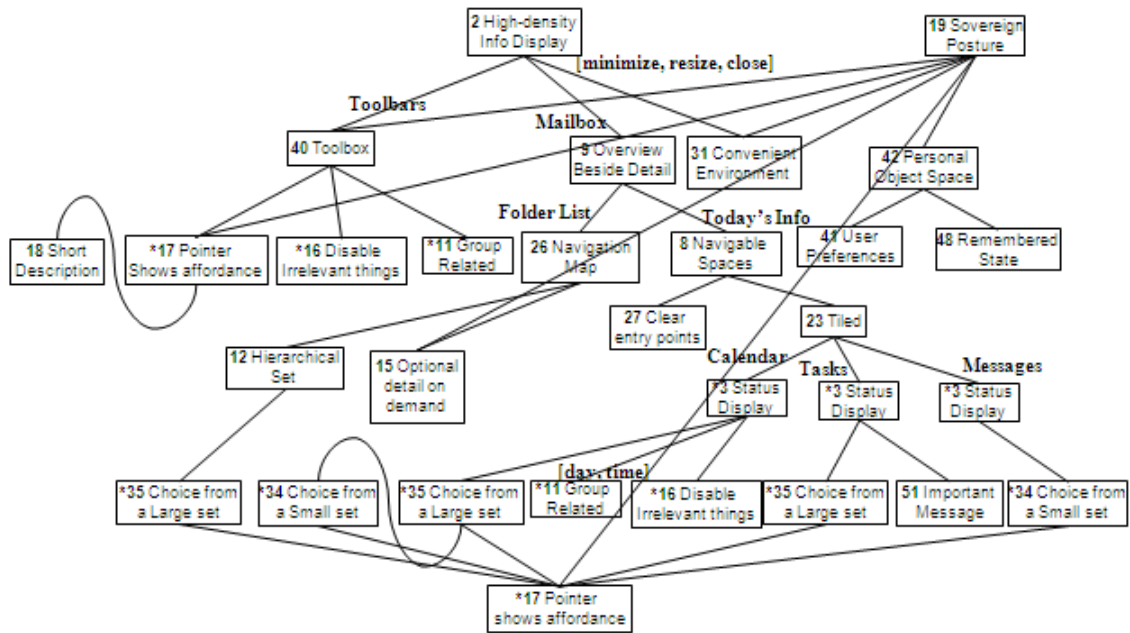 2 High-density
Info Display
19 Sovereign
Posture
[minimize, resize, close]
Toolbars
Mailbox
40 Toolbox
9 Overview
Beside Detail
31 Convenient
Environment
42 Personal
Object Space
Folder List
Today's Info
18 Short
Description
*17 Pointer
Shows affordance
*16 Disable
Irrelevant things
*11 Group
Related
26 Navigation
Map
8 Navigable
Spaces
41 User
Preferences
48 Remembered
State
27 Clear
entry points
23 Tiled
12 Hierarchical
Set
15 Optional
detail on
demand
Calendar
Tasks
Messages
*3 Status
Display
*3 Status
Display
*3 Status
Display
[day, time]
*35 Choice from
a Large set
*34 Choice from
a Small set
*35 Choice from
a Large set
*11 Group
Related
*16 Disable
Irrelevant things
*35 Choice from
a Large set
51 Important
Message
*34 Choice from
a Small set
*17 Pointer
shows affordance